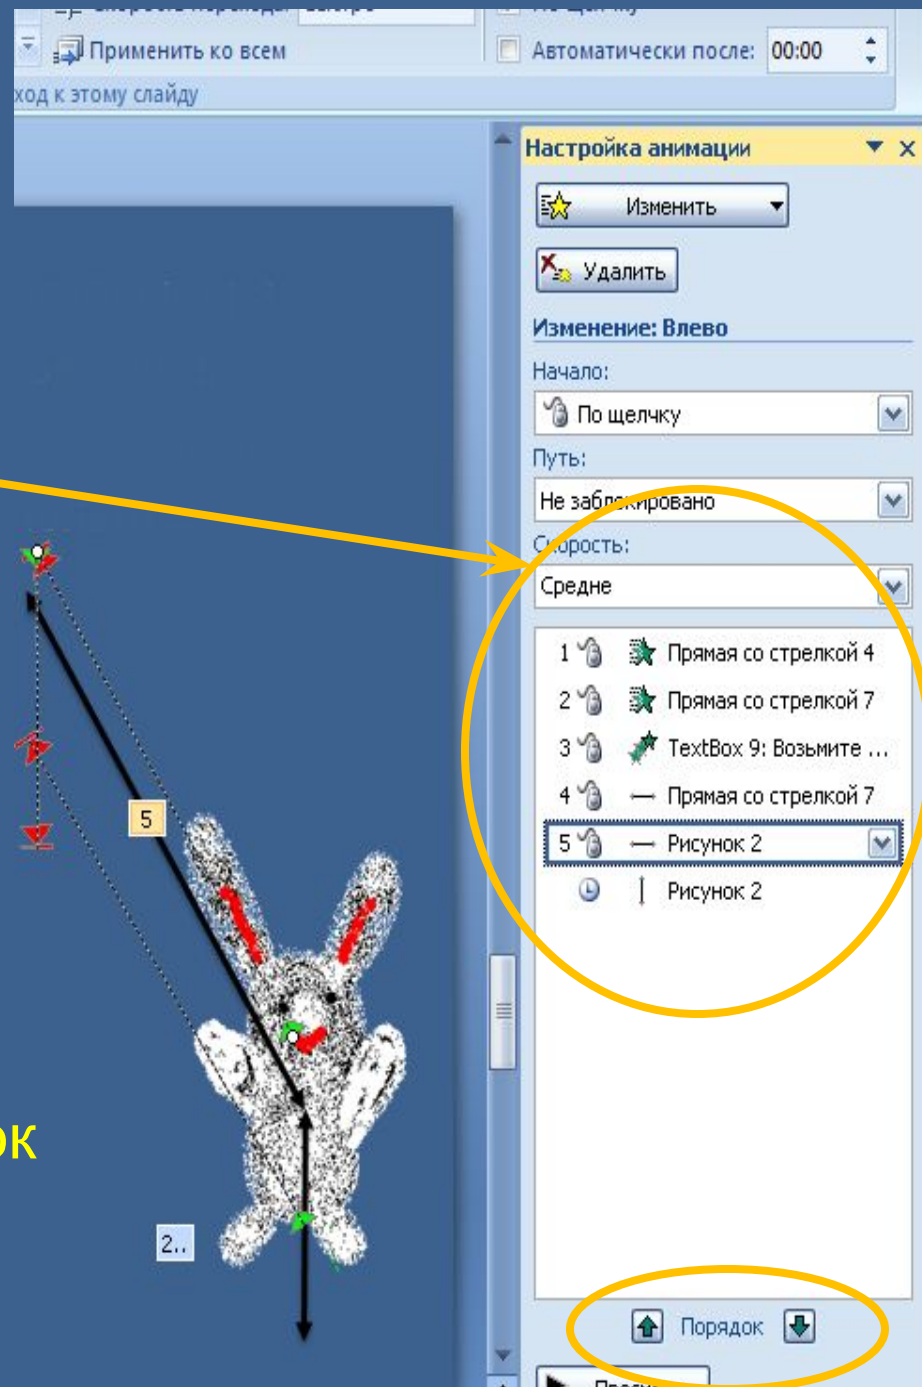 Применить ко всем
Автоматически после: 00:00
ход к этому слайду
Настройка анимации
Изменить
Удалить
Изменение: Влево
Начало:
По щелчку
Путь:
Не заблокировано
Скорость:
Средне
1 Прямая со стрелкой 4
2 Прямая со стрелкой 7
3 TextBox 9: Возьмите ...
4 Прямая со стрелкой 7
5 Рисунок 2
Рисунок 2
5
ок
2..
Порядок